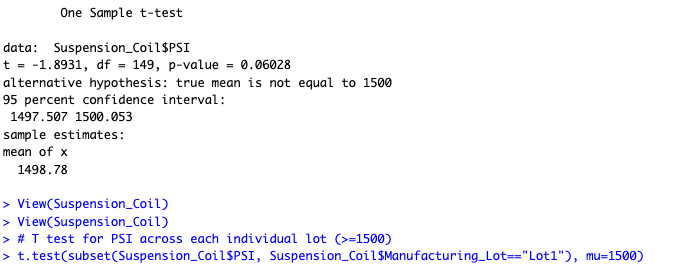 One Sample t-test
data:  Suspension_Coil$PSI
t = -1.8931, df = 149, p-value = 0.06028
alternative hypothesis: true mean is not equal to 1500
95 percent confidence interval:
 1497.507 1500.053
sample estimates:
mean of x
  1498.78
> View(Suspension_Coil)
> View(Suspension_Coil)
> # T test for PSI across each individual lot (>=1500)
> t.test(subset(Suspension_Coil$PSI, Suspension_Coil$Manufacturing_Lot=="Lot1"), mu=1500)